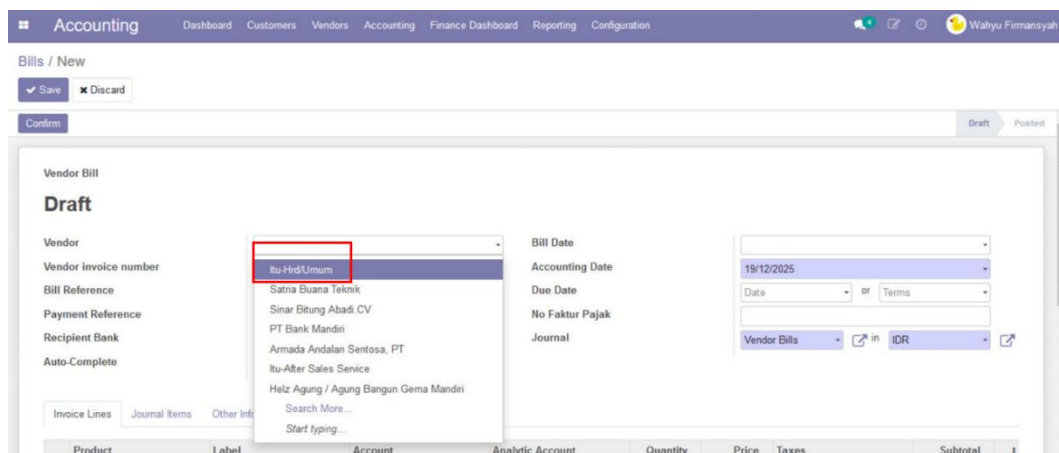 Accounting Dashboard Customers Vendors Accounting Finance Dashboard Reporting Configuration 4 Wahyu Firmansyah
Bills / New
Save Discard
Confirm Draft Posted
Vendor Bill
Draft
Vendor Bill Date
Vendor invoice number Itu-Hrd/Umum Accounting Date 19/12/2025
Bill Reference Satria Buana Teknik Due Date Date or Terms
Payment Reference Sinar Bitung Abadi.CV No Faktur Pajak
Recipient Bank PT Bank Mandiri Journal Vendor Bills in IDR
Auto-Complete Armada Andalan Sentosa, PT
Itu-After Sales Service
Helz Agung / Agung Bangun Gema Mandiri
Invoice Lines Journal Items Other Info Search More...
Start typing...
Product Label Account Analytic Account Quantity Price Taxes Subtotal